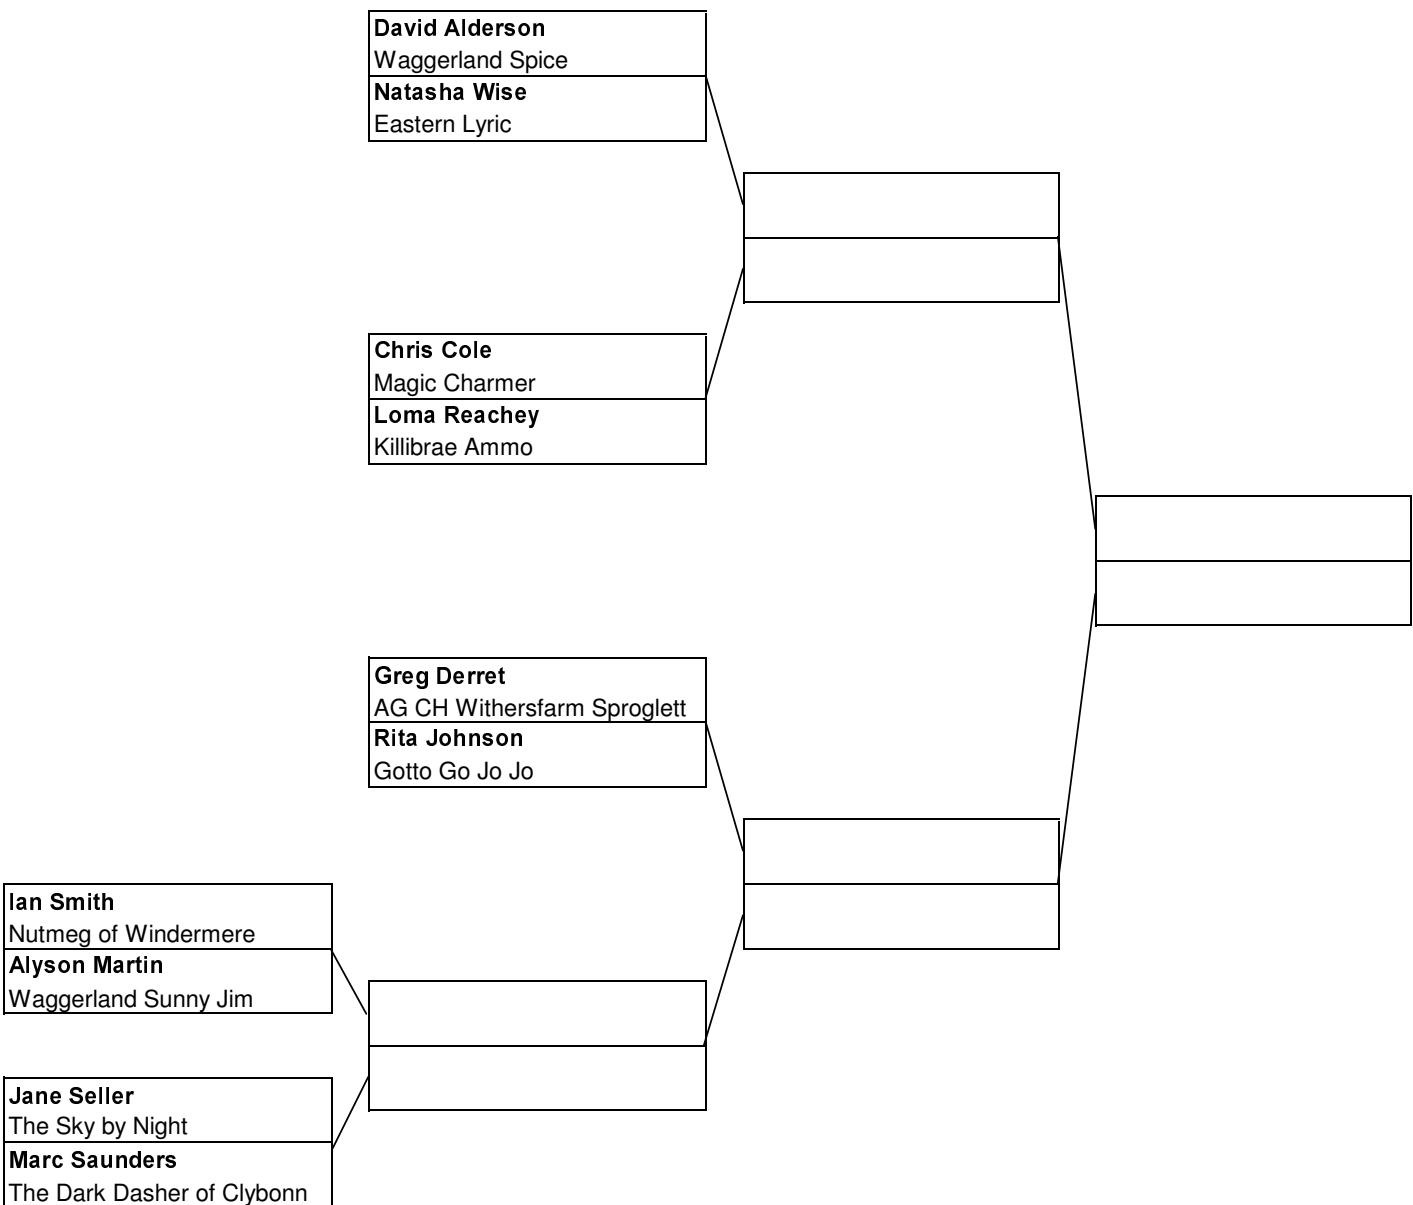 David Alderson
Waggerland Spice
Natasha Wise
Eastern Lyric
Chris Cole
Magic Charmer
Loma Reachey
Killibrae Ammo
Greg Derret
AG CH Withersfarm Sproglett
Rita Johnson
Gotto Go Jo Jo
Ian Smith
Nutmeg of Windermere
Alyson Martin
Waggerland Sunny Jim
Jane Seller
The Sky by Night
Marc Saunders
The Dark Dasher of Clybonn